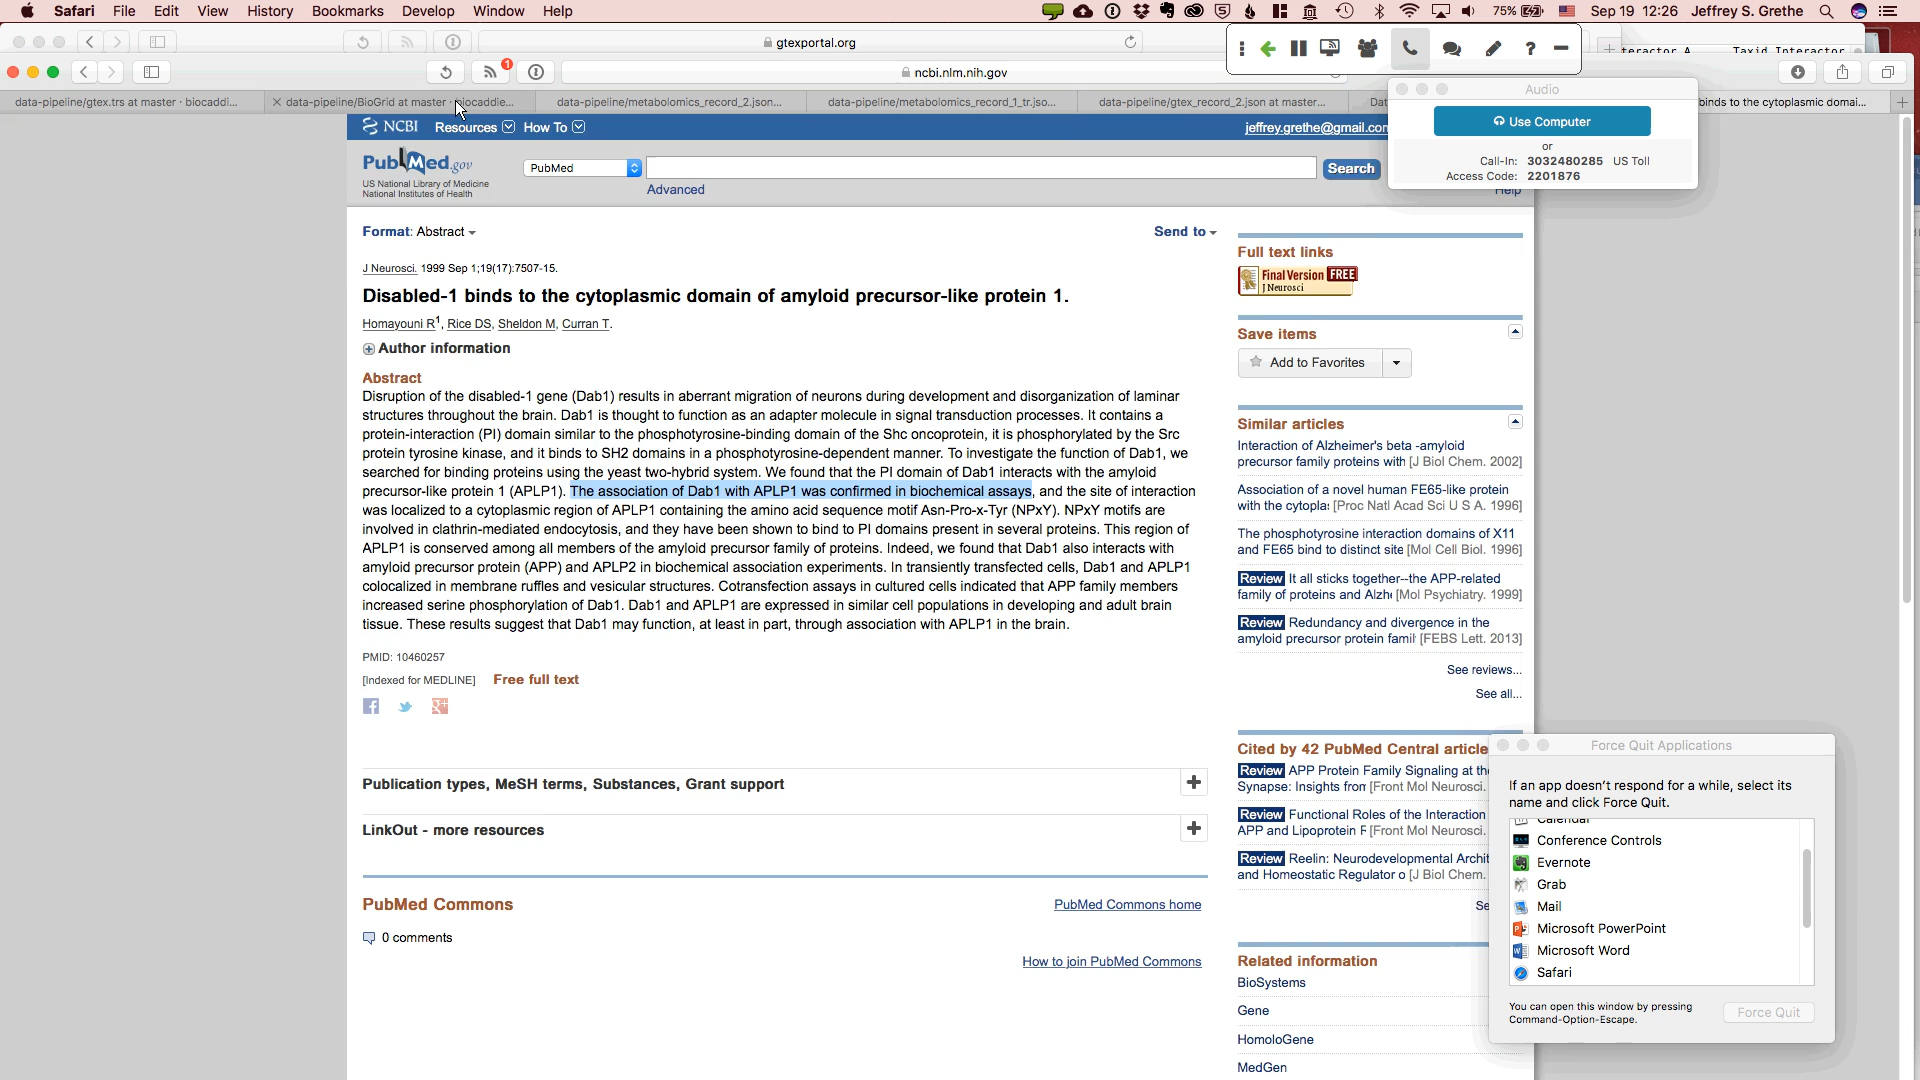 Safari File Edit View History Bookmarks Develop Window Help
75% Sep 19 12:26 Jeffrey S. Grethe
gtexportal.org
ncbi.nlm.nih.gov
1
data-pipeline/gtex.trs at master · biocaddi...
data-pipeline/BioGrid at master · biocaddie...
data-pipeline/metabolomics_record_2.json...
data-pipeline/metabolomics_record_1_tr.jso...
data-pipeline/gtex_record_2.json at master...
Dat
binds to the cytoplasmic domai...
Interactor A Taxid Interactor
Audio
Use Computer
or
Call-In: 3032480285 US Toll
Access Code: 2201876
NCBI Resources How To
jeffrey.grethe@gmail.com
PubMed.gov
US National Library of Medicine
National Institutes of Health
PubMed
Search
Advanced
Help
Format: Abstract
Send to
J Neurosci. 1999 Sep 1;19(17):7507-15.
Disabled-1 binds to the cytoplasmic domain of amyloid precursor-like protein 1.
Homayouni R1, Rice DS, Sheldon M, Curran T.
Author information
Abstract
Disruption of the disabled-1 gene (Dab1) results in aberrant migration of neurons during development and disorganization of laminar
structures throughout the brain. Dab1 is thought to function as an adapter molecule in signal transduction processes. It contains a
protein-interaction (PI) domain similar to the phosphotyrosine-binding domain of the Shc oncoprotein, it is phosphorylated by the Src
protein tyrosine kinase, and it binds to SH2 domains in a phosphotyrosine-dependent manner. To investigate the function of Dab1, we
searched for binding proteins using the yeast two-hybrid system. We found that the PI domain of Dab1 interacts with the amyloid
precursor-like protein 1 (APLP1). The association of Dab1 with APLP1 was confirmed in biochemical assays, and the site of interaction
was localized to a cytoplasmic region of APLP1 containing the amino acid sequence motif Asn-Pro-x-Tyr (NPxY). NPxY motifs are
involved in clathrin-mediated endocytosis, and they have been shown to bind to PI domains present in several proteins. This region of
APLP1 is conserved among all members of the amyloid precursor family of proteins. Indeed, we found that Dab1 also interacts with
amyloid precursor protein (APP) and APLP2 in biochemical association experiments. In transiently transfected cells, Dab1 and APLP1
colocalized in membrane ruffles and vesicular structures. Cotransfection assays in cultured cells indicated that APP family members
increased serine phosphorylation of Dab1. Dab1 and APLP1 are expressed in similar cell populations in developing and adult brain
tissue. These results suggest that Dab1 may function, at least in part, through association with APLP1 in the brain.
PMID: 10460257
[Indexed for MEDLINE] Free full text
Publication types, MeSH terms, Substances, Grant support
LinkOut - more resources
PubMed Commons
PubMed Commons home
0 comments
How to join PubMed Commons
Full text links
Final Version FREE
J Neurosci
Save items
Add to Favorites
Similar articles
Interaction of Alzheimer's beta -amyloid
precursor family proteins with [J Biol Chem. 2002]
Association of a novel human FE65-like protein
with the cytopla: [Proc Natl Acad Sci U S A. 1996]
The phosphotyrosine interaction domains of X11
and FE65 bind to distinct site [Mol Cell Biol. 1996]
Review It all sticks together--the APP-related
family of proteins and Alzhe [Mol Psychiatry. 1999]
Review Redundancy and divergence in the
amyloid precursor protein famil [FEBS Lett. 2013]
See reviews...
See all...
Cited by 42 PubMed Central article
Review APP Protein Family Signaling at the
Synapse: Insights from [Front Mol Neurosci.
Review Functional Roles of the Interaction
APP and Lipoprotein F [Front Mol Neurosci.
Review Reelin: Neurodevelopmental Archit
and Homeostatic Regulator o [J Biol Chem.
Se
Related information
BioSystems
Gene
HomoloGene
MedGen
Force Quit Applications
If an app doesn't respond for a while, select its
name and click Force Quit.
Calendar
Conference Controls
Evernote
Grab
Mail
Microsoft PowerPoint
Microsoft Word
Safari
You can open this window by pressing
Command-Option-Escape.
Force Quit